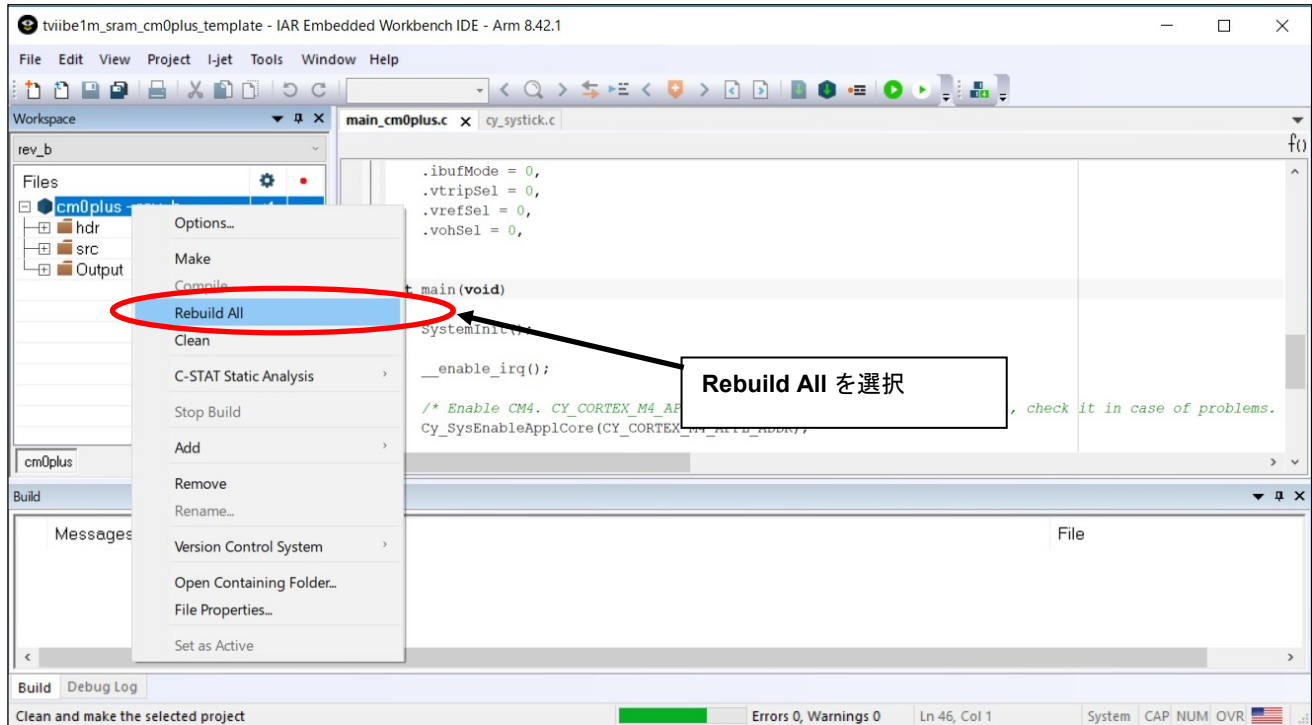 tviibe1m_sram_cm0plus_template - IAR Embedded Workbench IDE - Arm 8.42.1
File Edit View Project I-jet Tools Window Help
Workspace
main_cm0plus.c x cy_systick.c
rev_b
f()
Files
cm0plus -
hdr
src
Output
cm0plus
Options...
Make
Compile
Rebuild All
Clean
C-STAT Static Analysis
Stop Build
Add
Remove
Rename...
Version Control System
Open Containing Folder...
File Properties...
Set as Active
.ibufMode = 0,
.vtripSel = 0,
.vrefSel = 0,
.vohSel = 0,
main(void)
SystemInit();
__enable_irq();
/* Enable CM4. CY_CORTEX_M4_AP , check it in case of problems.
Cy_SysEnableApplCore(CY_CORTEX_M4_APPL_ADDR);
Rebuild All を選択
Build
Messages
File
Build Debug Log
Clean and make the selected project
Errors 0, Warnings 0
Ln 46, Col 1
System CAP NUM OVR